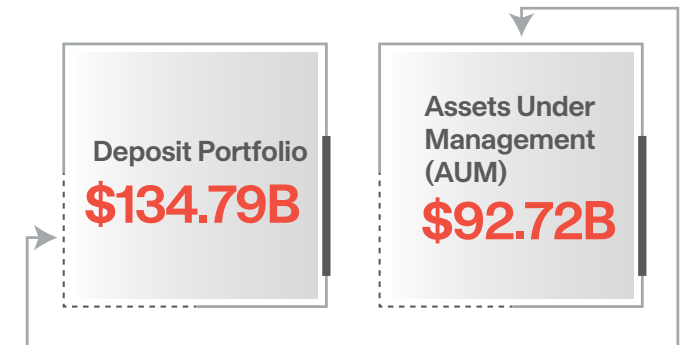 Deposit Portfolio
$134.79B
Assets Under
Management
(AUM)
$92.72B